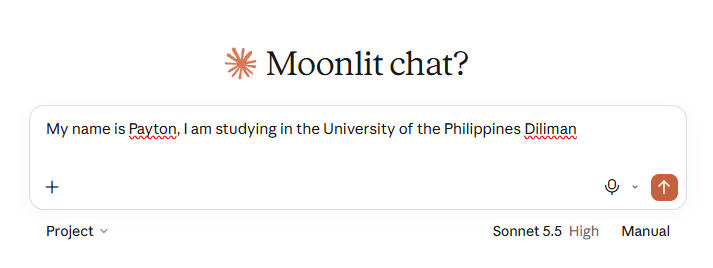 Moonlit chat?
My name is Payton, I am studying in the University of the Philippines Diliman
Project
Sonnet 5.5 High Manual